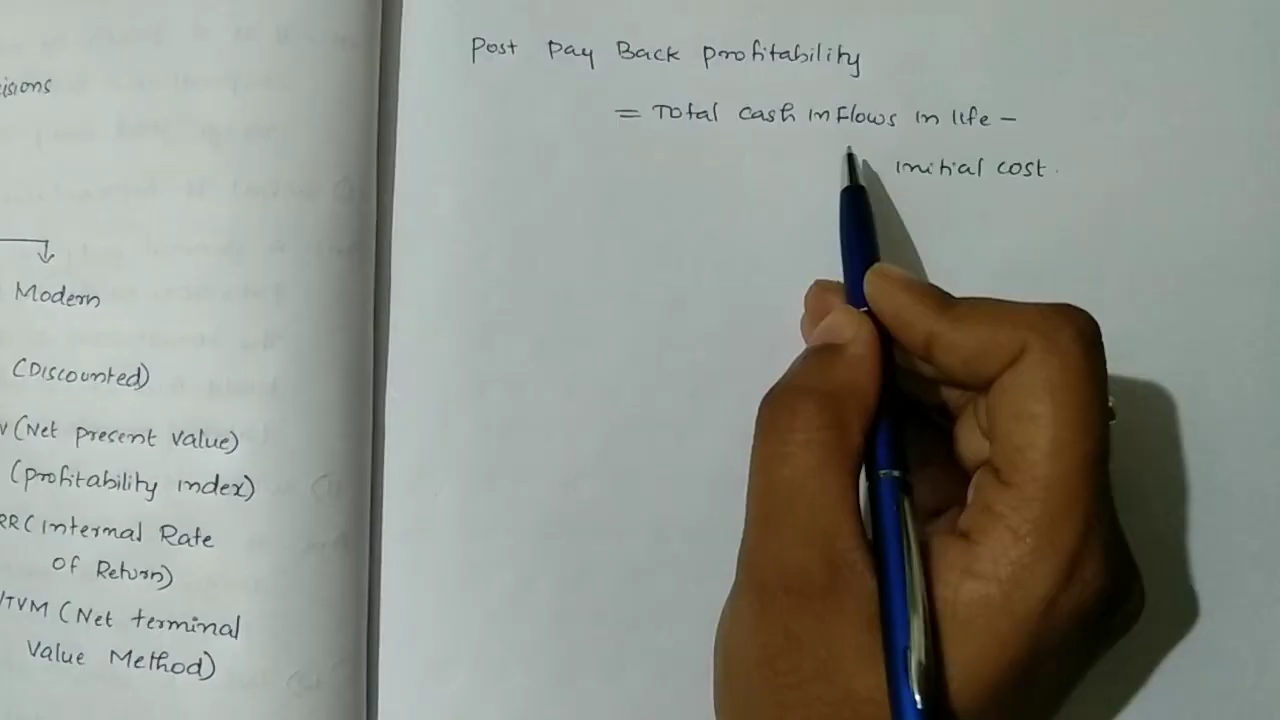 isions
Modern
(Discounted)
(Net present value)
(profitability index)
RR(Internal Rate
of Return)
TVM (Net terminal
Value Method)
Post Pay Back profitability
= Total cash inflows in life -
initial cost.